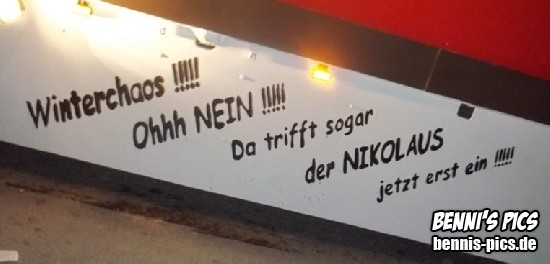 Winterchaos !!!!!
Ohhh NEIN !!!!!
Da trifft sogar
der NIKOLAUS
jetzt erst ein !!!!!
BENNI'S PICS
bennis-pics.de